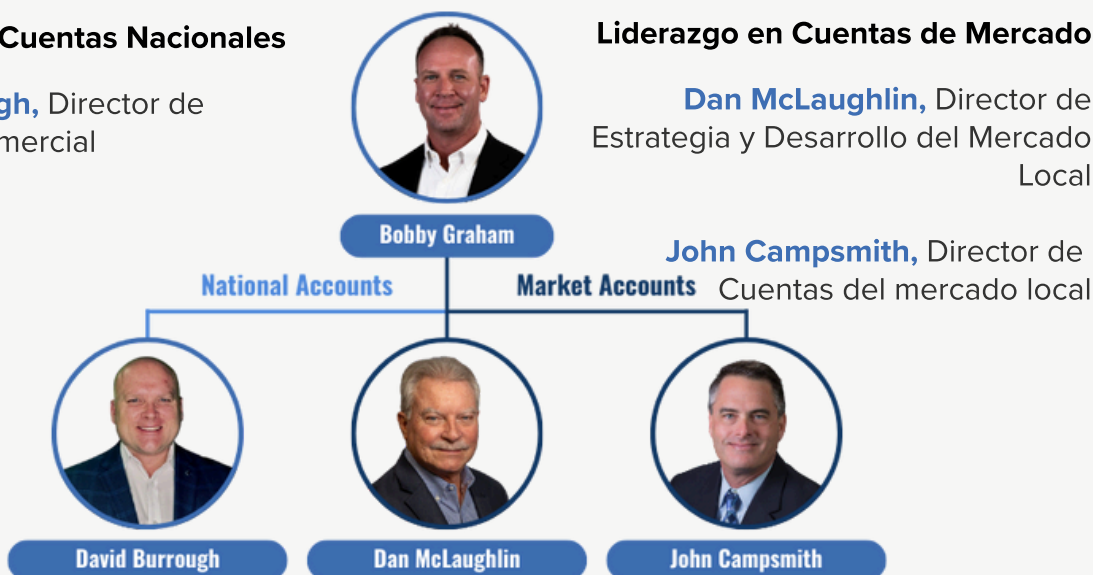 Cuentas Nacionales
gh, Director de
mercial
Liderazgo en Cuentas de Mercado
Dan McLaughlin, Director de
Estrategia y Desarrollo del Mercado
Local
John Campsmith, Director de
Cuentas del mercado local
Bobby Graham
National Accounts
Market Accounts
David Burrough
Dan McLaughlin
John Campsmith